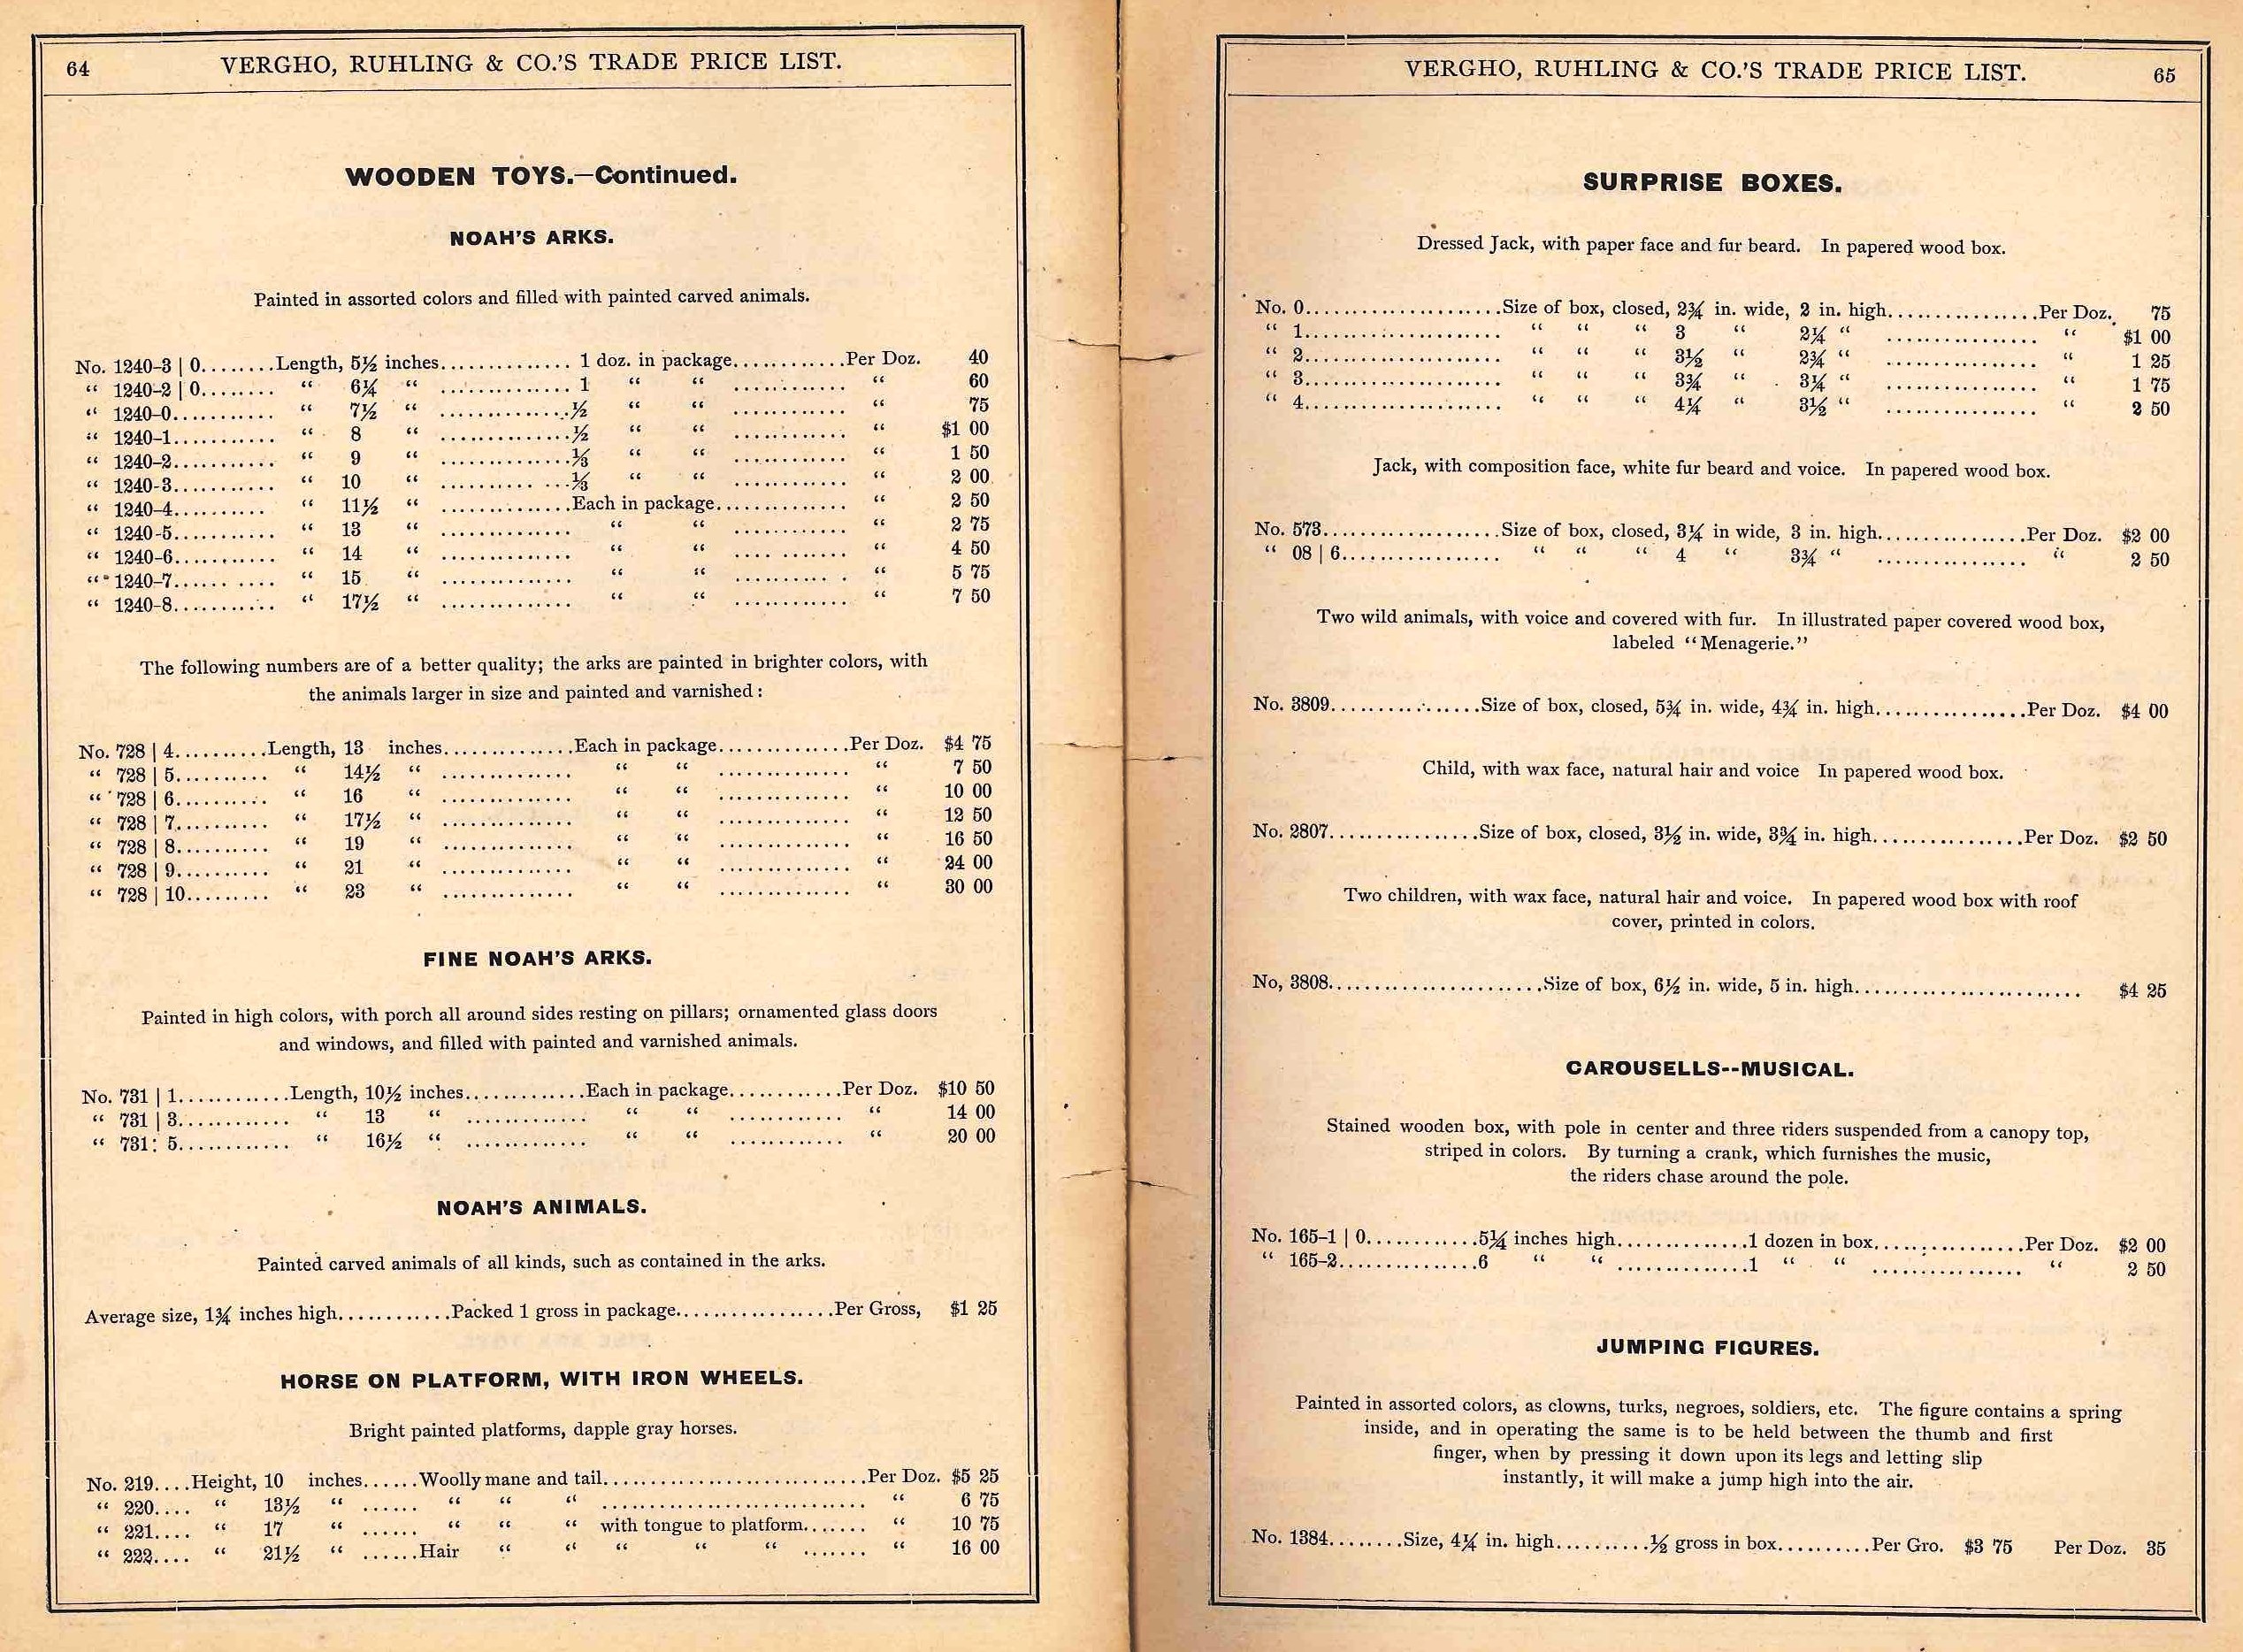 64 VERGHO, RUHLING & CO.'S TRADE PRICE LIST.
WOODEN TOYS.—Continued.
NOAH'S ARKS.
Painted in assorted colors and filled with painted carved animals.
No. 1240-3 | 0........Length, 5½ inches.............. 1 doz. in package............Per Doz. 40
“ 1240-2 | 0........ “ 6¼ “ .............. 1 “ “ ............ “ 60
“ 1240-0........... “ 7½ “ ..............½ “ “ ............ “ 75
“ 1240-1........... “ 8 “ ..............½ “ “ ............ “ $1 00
“ 1240-2........... “ 9 “ ..............⅓ “ “ ............ “ 1 50
“ 1240-3........... “ 10 “ .......... ...⅓ “ “ ............ “ 2 00
“ 1240-4.......... “ 11½ “ ..............Each in package.............. “ 2 50
“ 1240-5........... “ 13 “ .............. “ “ ............ “ 2 75
“ 1240-6........... “ 14 “ .............. “ “ .... ....... “ 4 50
“ 1240-7...... .... “ 15 “ .............. “ “ .......... . “ 5 75
“ 1240-8........... “ 17½ “ .............. “ “ ............ “ 7 50
The following numbers are of a better quality; the arks are painted in brighter colors, with
the animals larger in size and painted and varnished:
No. 728 | 4..........Length, 13 inches..............Each in package..............Per Doz. $4 75
“ 728 | 5.......... “ 14½ “ .............. “ “ .............. “ 7 50
“ 728 | 6.......... “ 16 “ .............. “ “ .............. “ 10 00
“ 728 | 7.......... “ 17½ “ .............. “ “ .............. “ 12 50
“ 728 | 8.......... “ 19 “ .............. “ “ .............. “ 16 50
“ 728 | 9.......... “ 21 “ .............. “ “ .............. “ 24 00
“ 728 | 10......... “ 23 “ .............. “ “ .............. “ 30 00
FINE NOAH'S ARKS.
Painted in high colors, with porch all around sides resting on pillars; ornamented glass doors
and windows, and filled with painted and varnished animals.
No. 731 | 1............Length, 10½ inches.............Each in package............Per Doz. $10 50
“ 731 | 3............ “ 13 “ ............. “ “ ............ “ 14 00
“ 731: 5............ “ 16½ “ ............. “ “ ............ “ 20 00
NOAH'S ANIMALS.
Painted carved animals of all kinds, such as contained in the arks.
Average size, 1¾ inches high............Packed 1 gross in package.................Per Gross, $1 25
HORSE ON PLATFORM, WITH IRON WHEELS.
Bright painted platforms, dapple gray horses.
No. 219....Height, 10 inches......Woolly mane and tail............................Per Doz. $5 25
“ 220.... “ 13½ “ ...... “ “ “ ............................ “ 6 75
“ 221.... “ 17 “ ...... “ “ “ with tongue to platform....... “ 10 75
“ 222.... “ 21½ “ ......Hair “ “ “ “ “ ....... “ 16 00
VERGHO, RUHLING & CO.'S TRADE PRICE LIST. 65
SURPRISE BOXES.
Dressed Jack, with paper face and fur beard. In papered wood box.
No. 0.....................Size of box, closed, 2¾ in. wide, 2 in. high................Per Doz. 75
“ 1..................... “ “ “ 3 “ 2¼ “ ................ “ $1 00
“ 2..................... “ “ “ 3½ “ 2¾ “ ................ “ 1 25
“ 3..................... “ “ “ 3¾ “ 3¼ “ ................ “ 1 75
“ 4..................... “ “ “ 4¼ “ 3½ “ ................ “ 2 50
Jack, with composition face, white fur beard and voice. In papered wood box.
No. 573...................Size of box, closed, 3¼ in wide, 3 in. high................Per Doz. $2 00
“ 08 | 6................. “ “ “ 4 “ 3¾ “ ................ “ 2 50
Two wild animals, with voice and covered with fur. In illustrated paper covered wood box,
labeled “Menagerie.”
No. 3809................Size of box, closed, 5¾ in. wide, 4¾ in. high................Per Doz. $4 00
Child, with wax face, natural hair and voice In papered wood box.
No. 2807................Size of box, closed, 3½ in. wide, 3¾ in. high................Per Doz. $2 50
Two children, with wax face, natural hair and voice. In papered wood box with roof
cover, printed in colors.
No, 3808.......................Size of box, 6½ in. wide, 5 in. high........................ $4 25
CAROUSELLS--MUSICAL.
Stained wooden box, with pole in center and three riders suspended from a canopy top,
striped in colors. By turning a crank, which furnishes the music,
the riders chase around the pole.
No. 165-1 | 0............5¼ inches high..............1 dozen in box................Per Doz. $2 00
“ 165-2...............6 “ “ ..............1 “ “ ................ “ 2 50
JUMPING FIGURES.
Painted in assorted colors, as clowns, turks, negroes, soldiers, etc. The figure contains a spring
inside, and in operating the same is to be held between the thumb and first
finger, when by pressing it down upon its legs and letting slip
instantly, it will make a jump high into the air.
No. 1384........Size, 4¼ in. high..........½ gross in box..........Per Gro. $3 75 Per Doz. 35